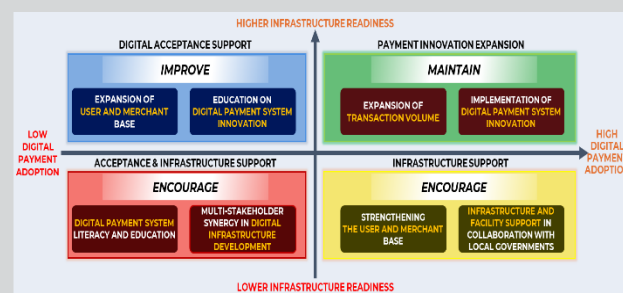 HIGHER INFRASTRUCTURE READINESS
DIGITAL ACCEPTANCE SUPPORT
PAYMENT INNOVATION EXPANSION
IMPROVE
MAINTAIN
EXPANSION OF
USER AND MERCHANT
BASE
EDUCATION ON
DIGITAL PAYMENT SYSTEM
INNOVATION
EXPANSION OF
TRANSACTION VOLUME
IMPLEMENTATION OF
DIGITAL PAYMENT SYSTEM
INNOVATION
LOW
DIGITAL
PAYMENT
ADOPTION
HIGH
DIGITAL
PAYMENT
ADOPTION
ACCEPTANCE & INFRASTRUCTURE SUPPORT
INFRASTRUCTURE SUPPORT
ENCOURAGE
ENCOURAGE
DIGITAL PAYMENT SYSTEM
LITERACY AND EDUCATION
MULTI-STAKEHOLDER
SYNERGY IN DIGITAL
INFRASTRUCTURE
DEVELOPMENT
STRENGTHENING
THE USER AND MERCHANT
BASE
INFRASTRUCTURE AND
FACILITY SUPPORT IN
COLLABORATION WITH
LOCAL GOVERNMENTS
LOWER INFRASTRUCTURE READINESS